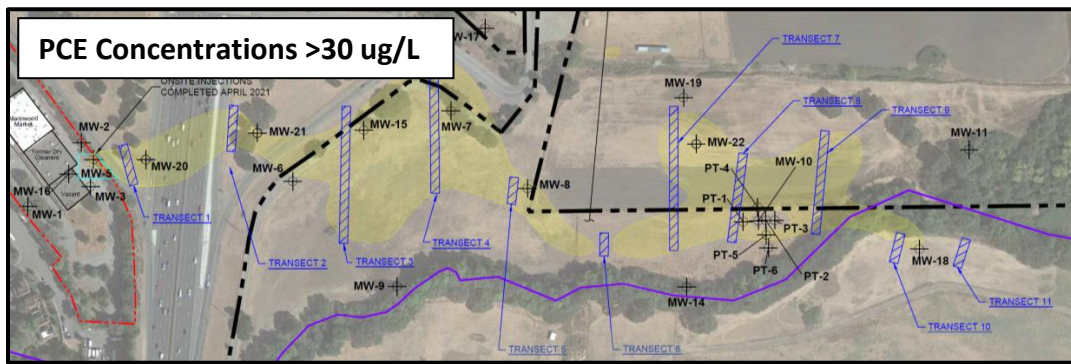 PCE Concentrations >30 ug/L
MW-17
ONSITE INJECTIONS
COMPLETED APRIL 2021
TRANSECT 7
MW-19
TRANSECT 8
TRANSECT 9
Marinwood
Market
MW-2
MW-21
MW-15
MW-7
MW-22
MW-10
MW-11
Former Dry
Cleaners
MW-20
MW-5
MW-16
MW-3
Vacant
MW-1
MW-6
MW-8
PT-4
PT-1
PT-3
TRANSECT 1
TRANSECT 2
TRANSECT 3
TRANSECT 4
PT-5
PT-6
PT-2
MW-18
MW-9
MW-14
TRANSECT 5
TRANSECT 6
TRANSECT 10
TRANSECT 11